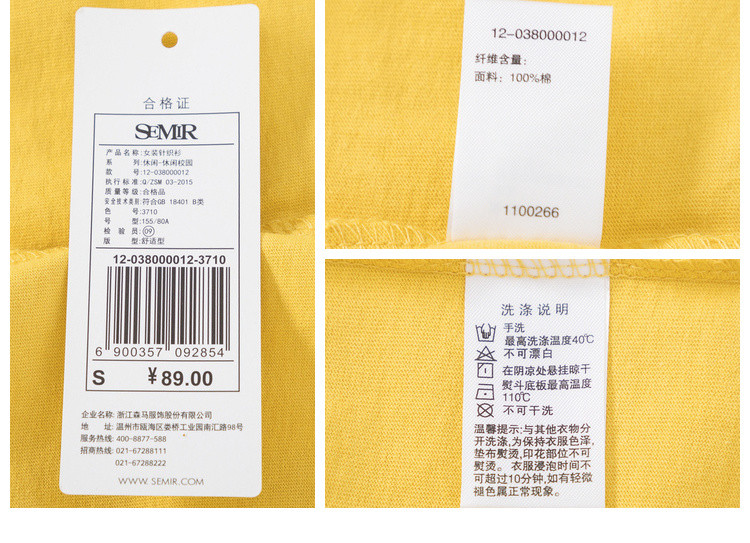 合格证
SEMIR
产品名称:女装针织衫
系 列:休闲-休闲校园
款 号:12-038000012
执行标准:Q/ZSM 03-2015
质量等级:合格品
安全技术类别:符合GB 18401 B类
色 号:3710
号 型:155/80A
检 验 员:09
版 型:舒适型
12-038000012-3710
6 900357 092854
S ￥89.00
企业名称:浙江森马服饰股份有限公司
地 址:温州市瓯海区娄桥工业园南汇路98号
服务热线:400-8877-588
招商热线:021-67288111
021-67288222
WWW.SEMIR.COM
12-038000012
纤维含量:
面料: 100%棉
1100266
洗涤说明
手洗
最高洗涤温度40℃
不可漂白
在阴凉处悬挂晾干
熨斗底板最高温度
110℃
不可干洗
温馨提示:与其他衣物分
开洗涤,为保持衣服色泽,
垫布熨烫,印花部位不可
熨烫。衣服浸泡时间不
可超过10分钟,如有轻微
褪色属正常现象。